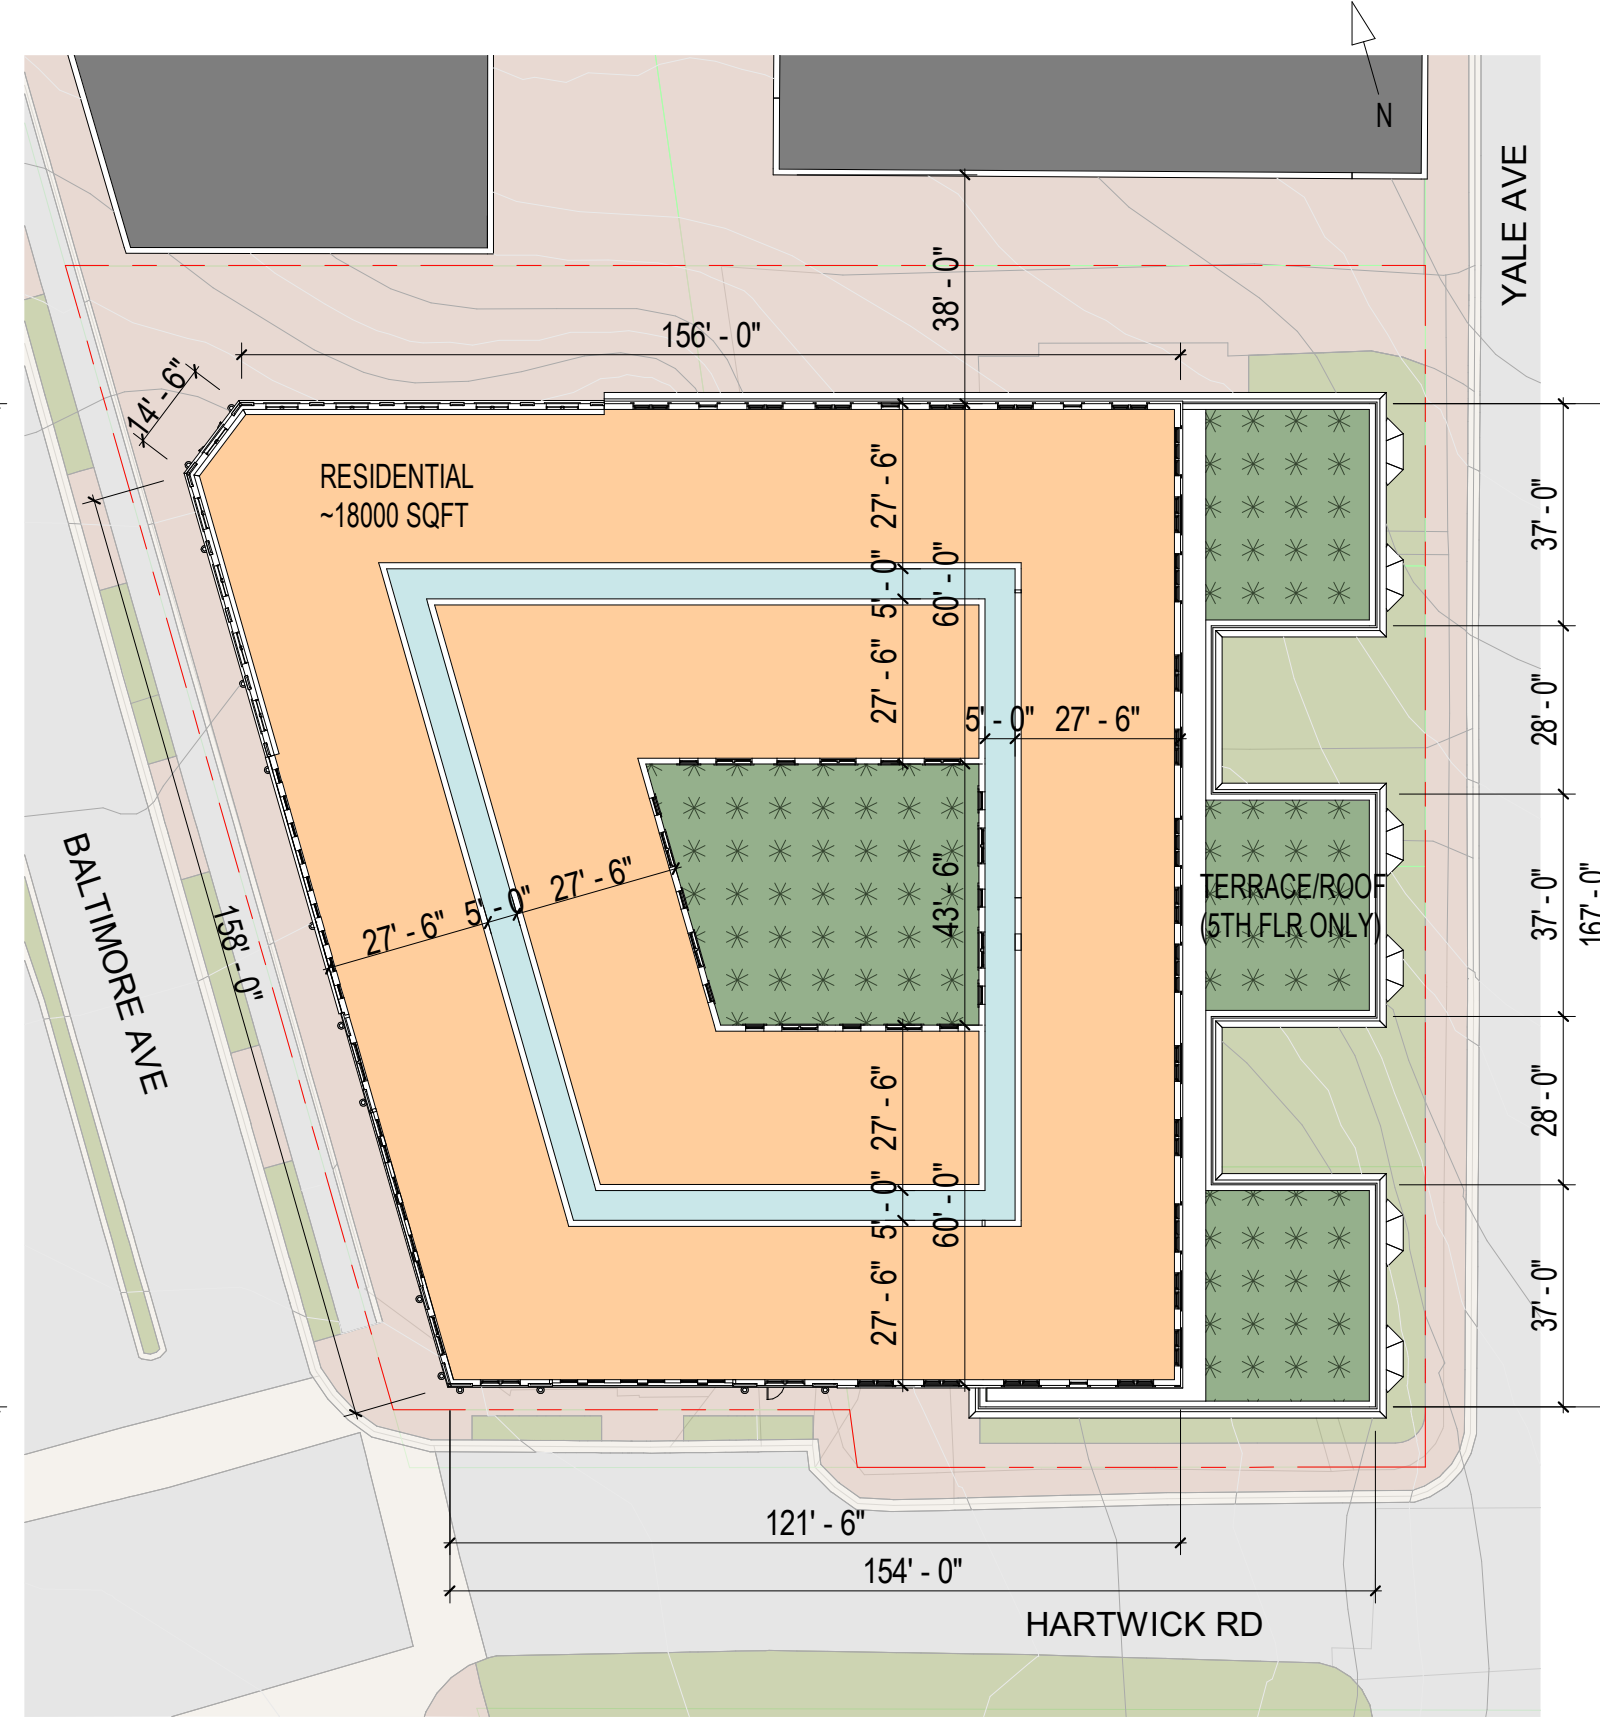 N
YALE AVE
38' - 0"
156' - 0"
14' - 6"
RESIDENTIAL
~18000 SQFT
27' - 6"
5' - 0"
60' - 0"
27' - 6"
37' - 0"
28' - 0"
5' - 0"
27' - 6"
BALTIMORE AVE
158' - 0"
27' - 6"
5' - 0"
27' - 6"
43' - 6"
TERRACE/ROOF
(5TH FLR ONLY)
37' - 0"
167' - 0"
27' - 6"
5' - 0"
60' - 0"
27' - 6"
28' - 0"
37' - 0"
121' - 6"
154' - 0"
HARTWICK RD